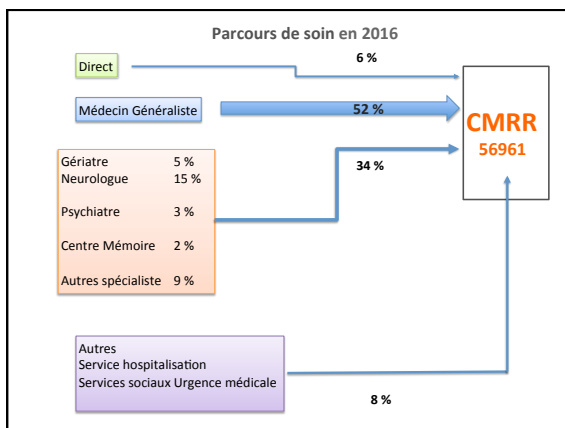 Parcours de soin en 2016
Direct
6 %
Médecin Généraliste
52 %
CMRR
56961
Gériatre 5 %
Neurologue 15 %
Psychiatre 3 %
Centre Mémoire 2 %
Autres spécialiste 9 %
34 %
Autres
Service hospitalisation
Services sociaux Urgence médicale
8 %